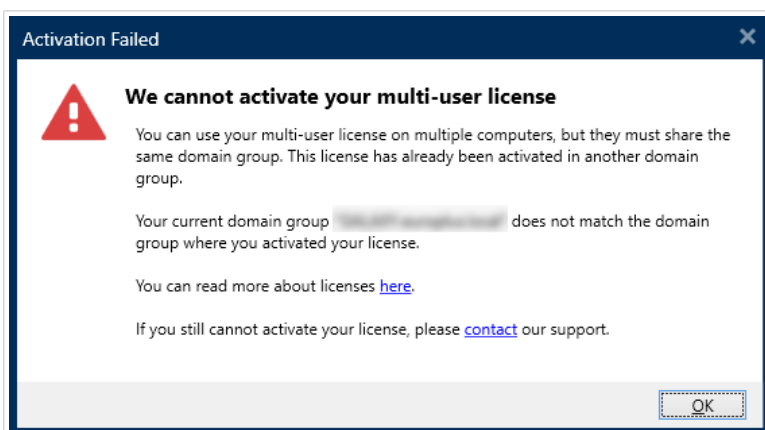 Activation Failed
We cannot activate your multi-user license
You can use your multi-user license on multiple computers, but they must share the
same domain group. This license has already been activated in another domain
group.
Your current domain group does not match the domain
group where you activated your license.
You can read more about licenses here.
If you still cannot activate your license, please contact our support.
OK